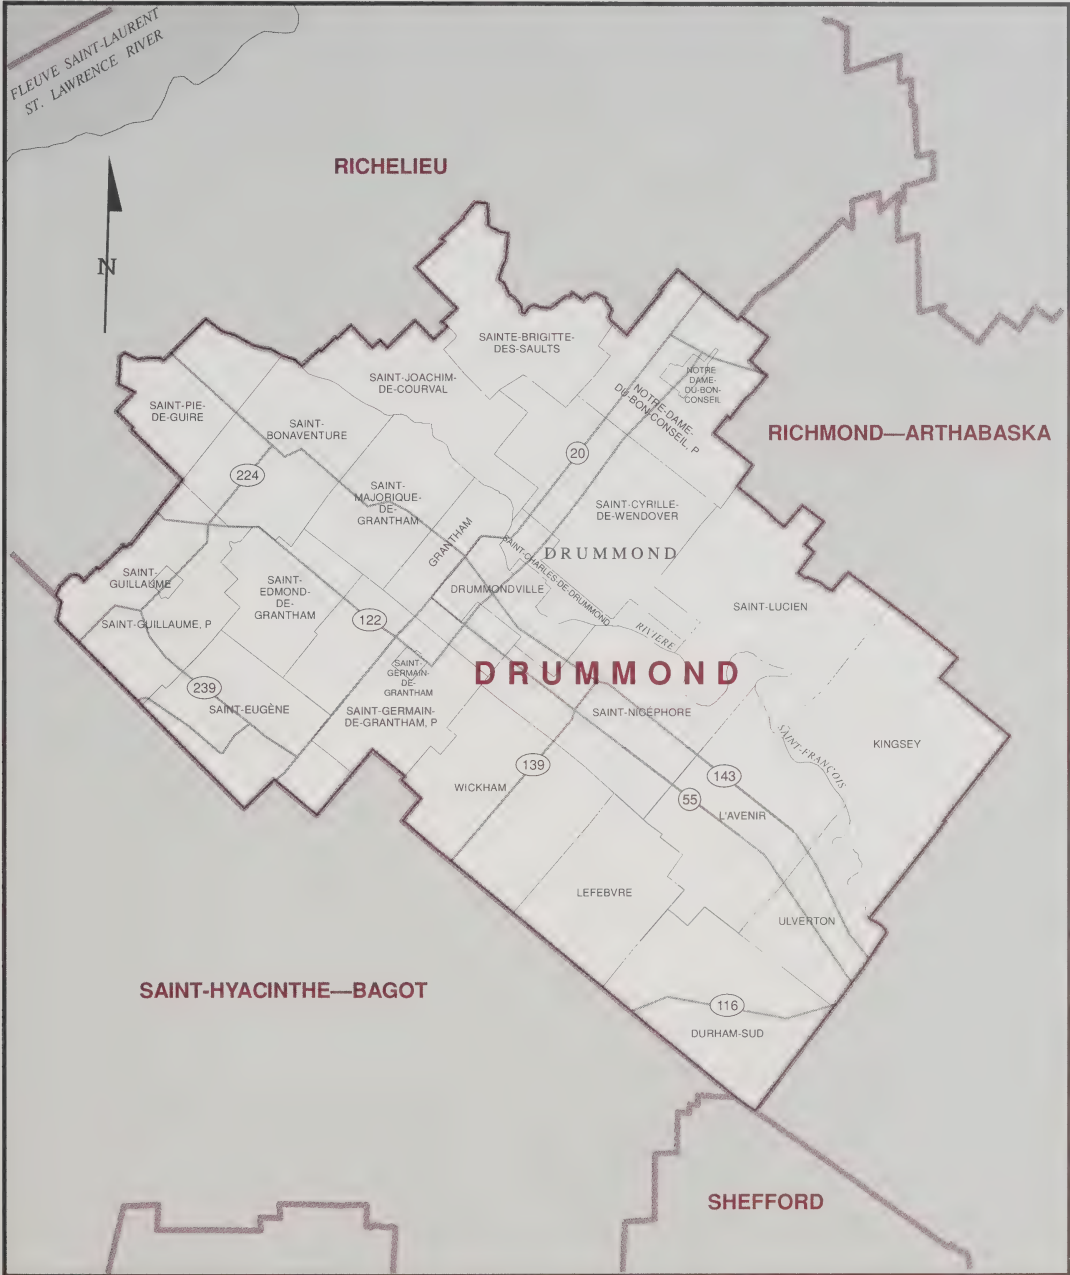 FLEUVE SAINT-LAURENT
ST. LAWRENCE RIVER
RICHELIEU
N
SAINTE-BRIGITTE-
DES-SAULTS
SAINT-JOACHIM-
DE-COURVAL
NOTRE
DAME-
DU-BON-
CONSEIL
NOTRE-DAME-
DU-BON-CONSEIL, P
SAINT-PIE-
DE-GUIRE
SAINT-
BONAVENTURE
RICHMOND—ARTHABASKA
20
224
SAINT-
MAJORIQUE-
DE-
GRANTHAM
SAINT-CYRILLE-
DE-WENDOVER
GRANTHAM
SAINT-CHARLES-DE-DRUMMOND
DRUMMOND
SAINT-
GUILLAUME
SAINT-
EDMOND-
DE-
GRANTHAM
DRUMMONDVILLE
SAINT-LUCIEN
SAINT-GUILLAUME, P
122
RIVIÈRE
SAINT-
GERMAIN-
DE-
GRANTHAM
DRUMMOND
239
SAINT-EUGÈNE
SAINT-GERMAIN-
DE-GRANTHAM, P
SAINT-NICÉPHORE
SAINT-FRANÇOIS
KINGSEY
139
143
WICKHAM
55
L'AVENIR
LEFEBVRE
ULVERTON
SAINT-HYACINTHE—BAGOT
116
DURHAM-SUD
SHEFFORD